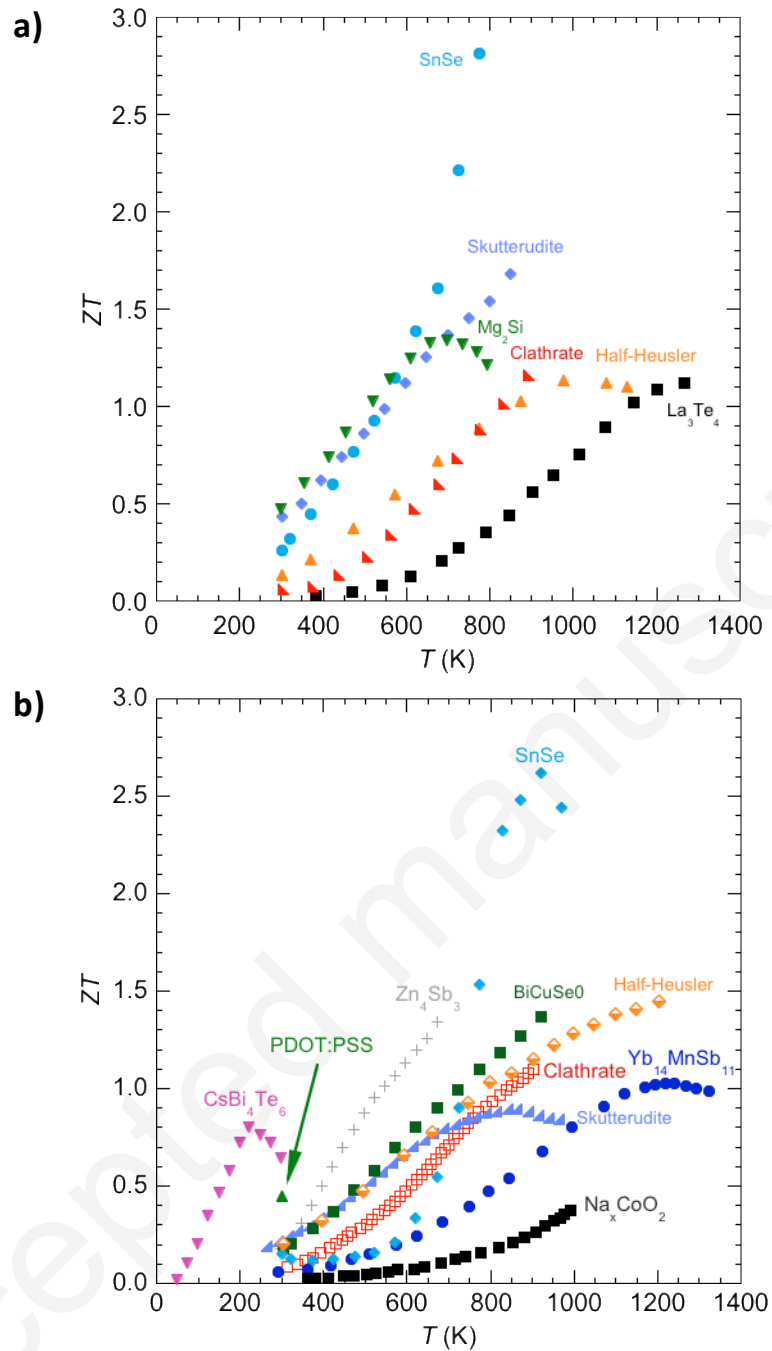 a)
3.0
SnSe
2.5
2.0
Skutterudite
ZT
1.5
Mg2Si
Clathrate
Half-Heusler
1.0
La3Te4
0.5
0.0
0
200
400
600
800
1000
1200
1400
T (K)
b)
3.0
SnSe
2.5
2.0
ZT
Half-Heusler
1.5
Zn4Sb3
BiCuSe0
PDOT:PSS
Yb14MnSb11
Clathrate
1.0
CsBi4Te6
Skutterudite
0.5
NaxCoO2
0.0
0
200
400
600
800
1000
1200
1400
T (K)
cepted manusc